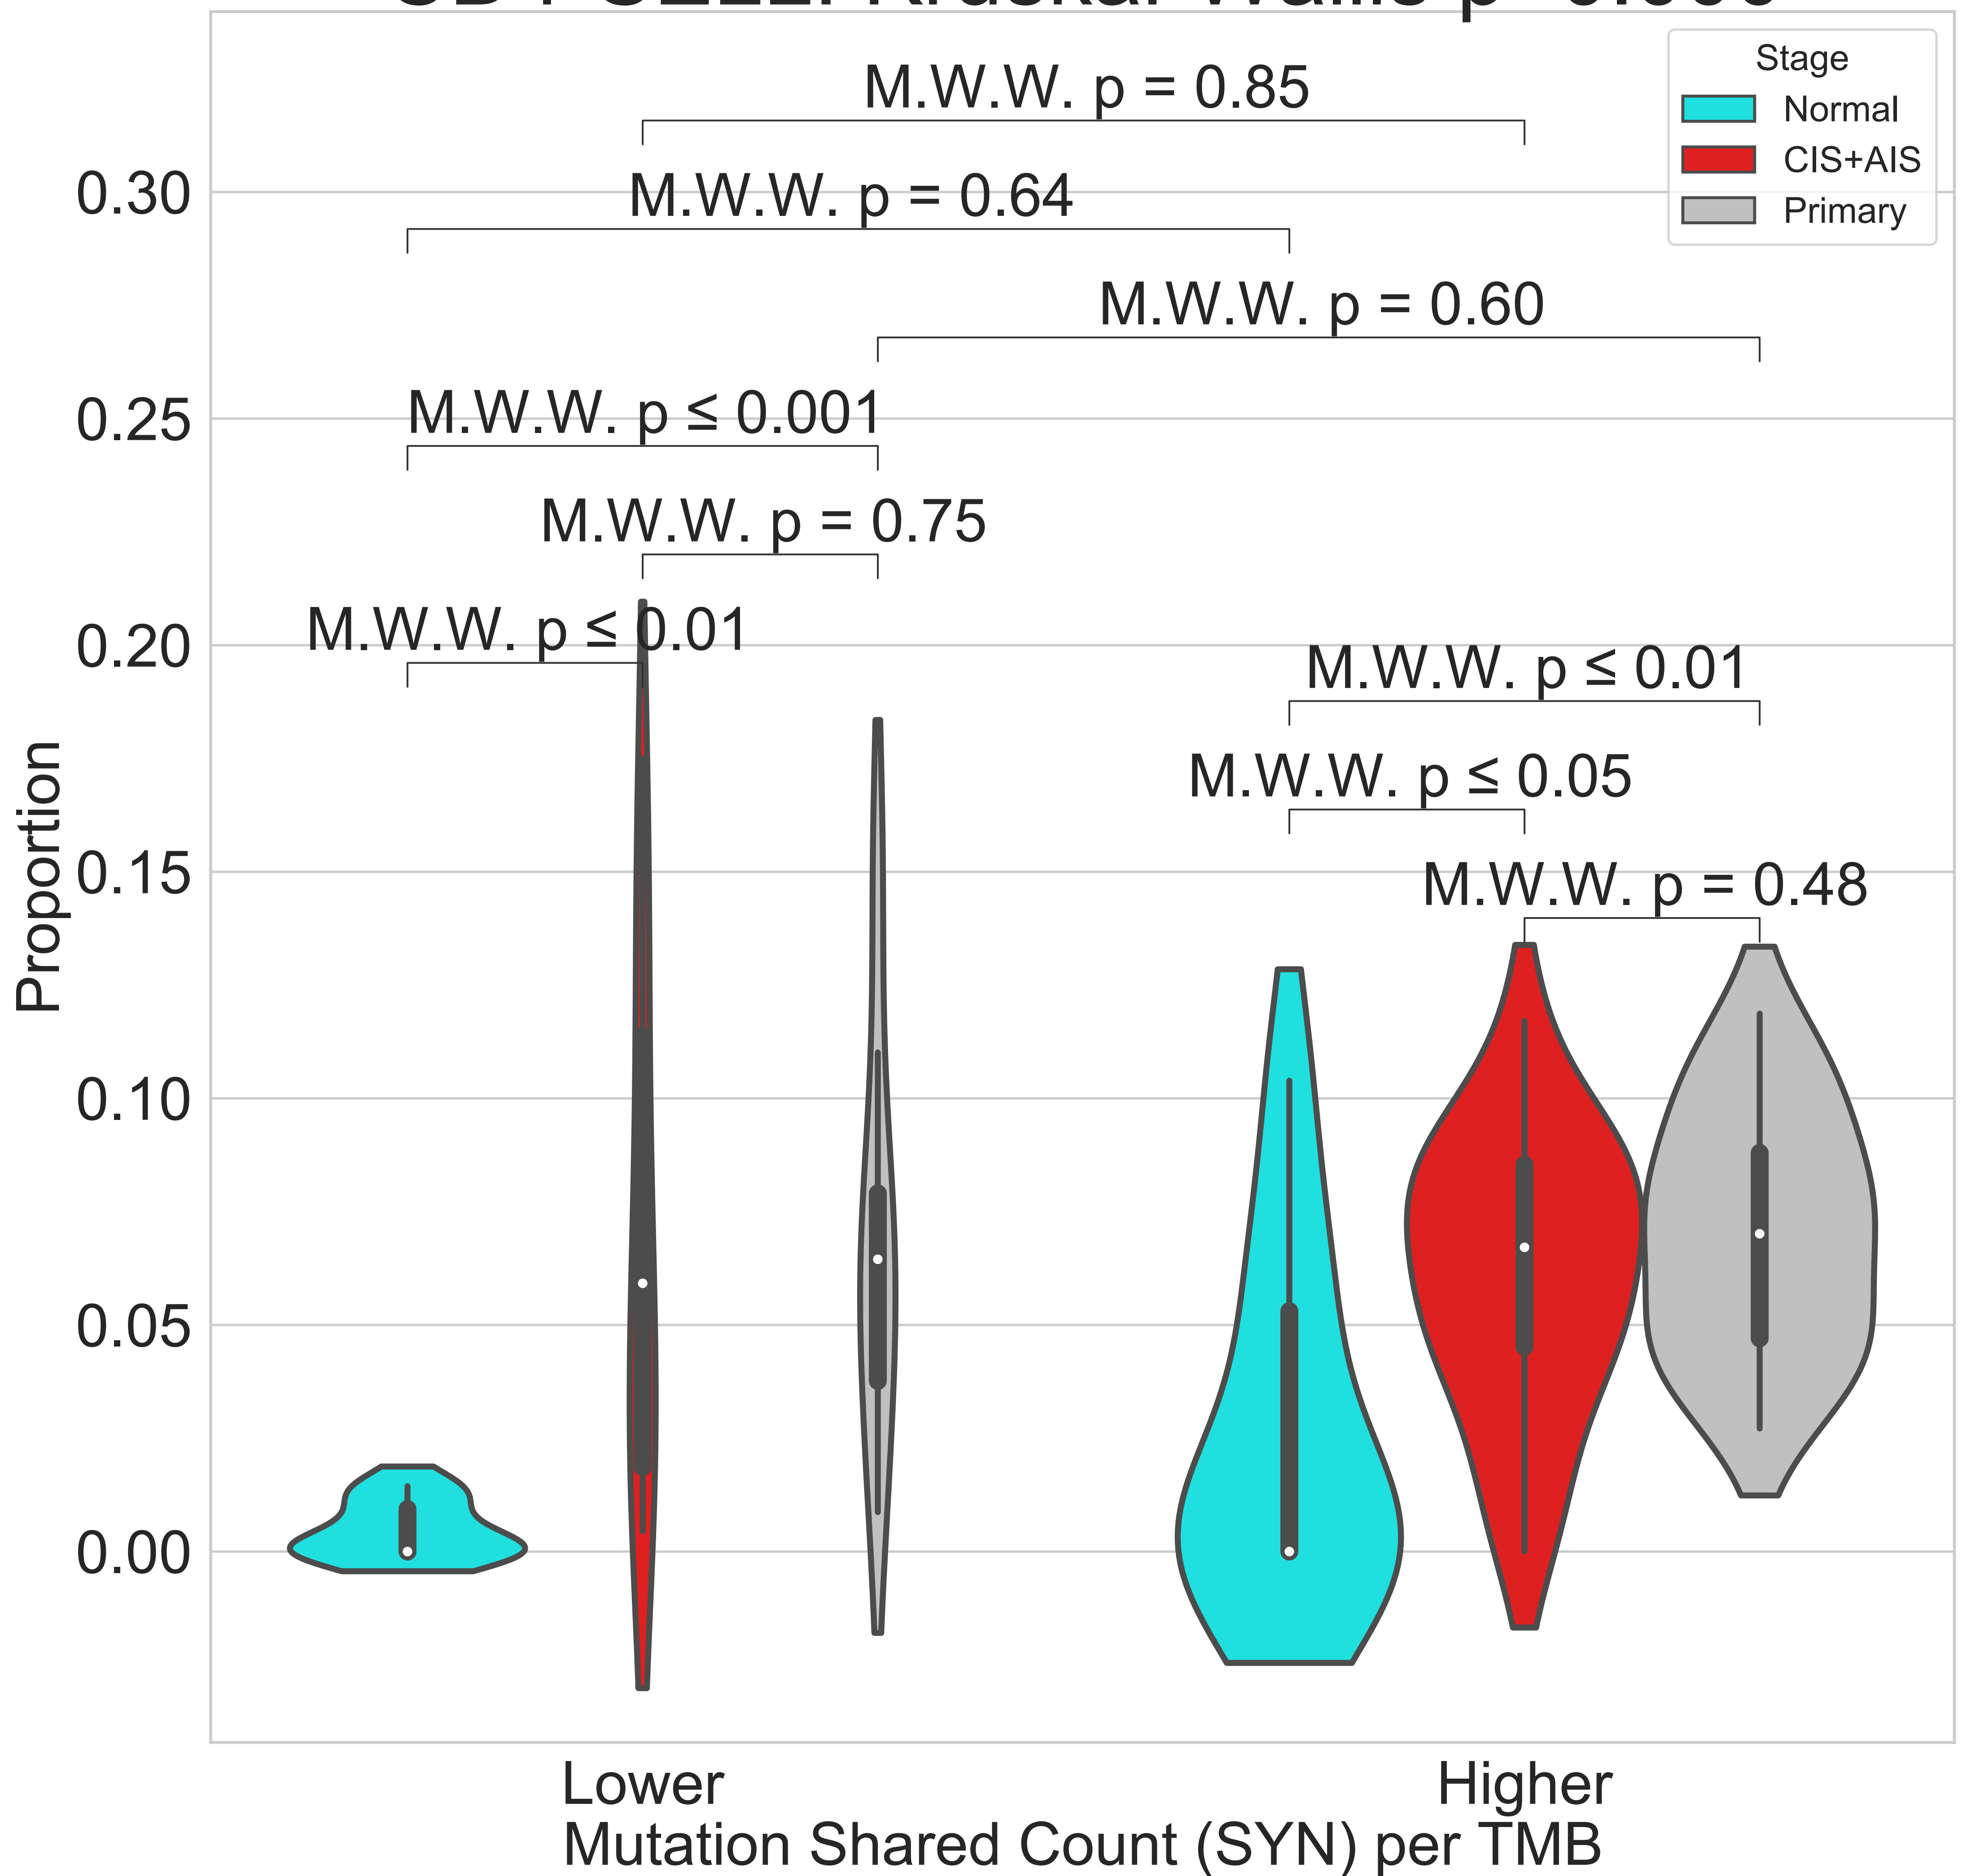 Stage
Normal
CIS+AIS
Primary
M.W.W. p = 0.85
M.W.W. p = 0.64
M.W.W. p = 0.60
M.W.W. p ≤ 0.001
M.W.W. p = 0.75
M.W.W. p ≤ 0.01
M.W.W. p ≤ 0.01
M.W.W. p ≤ 0.05
M.W.W. p = 0.48
0.30
0.25
0.20
0.15
0.10
0.05
0.00
Proportion
Lower
Higher
Mutation Shared Count (SYN) per TMB